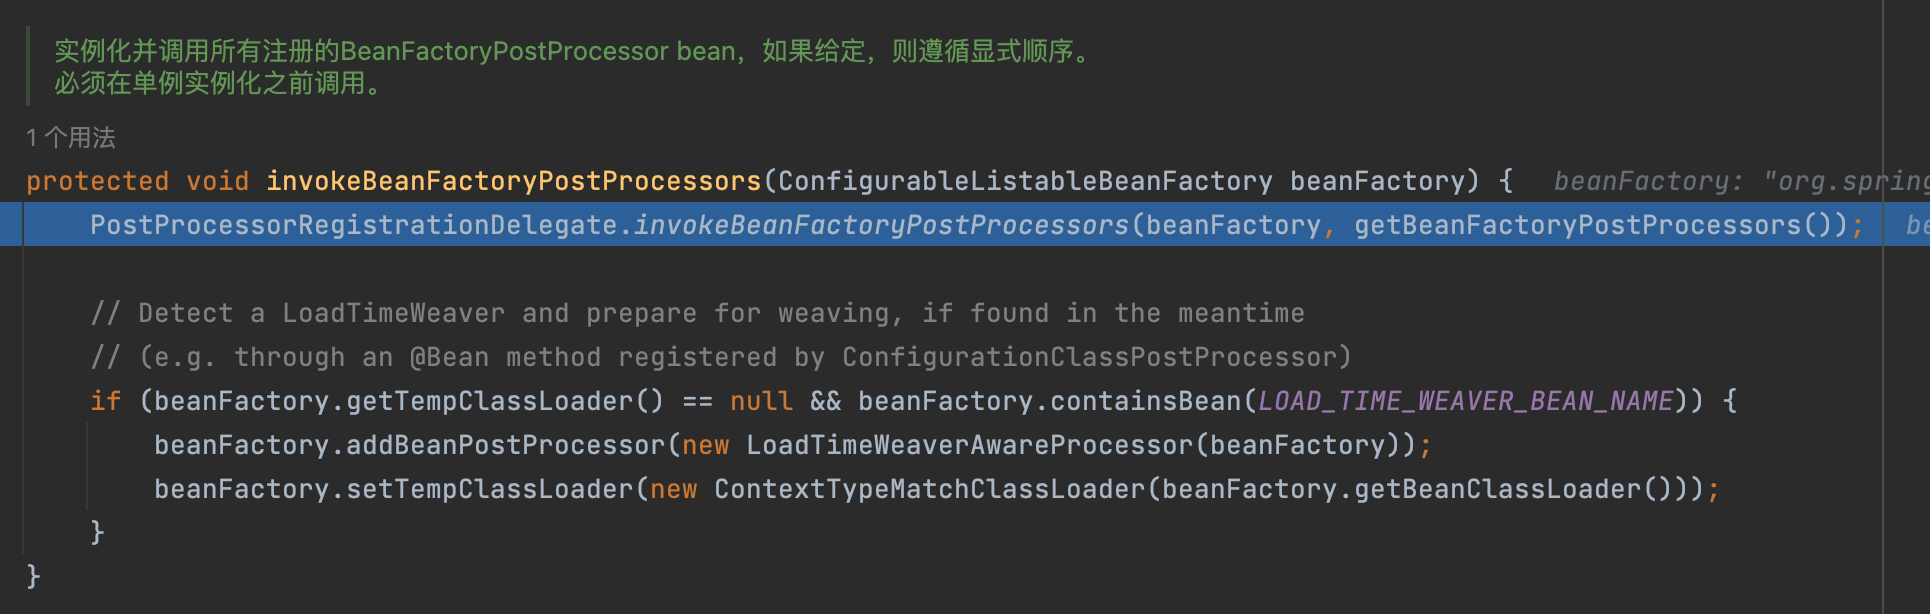 实例化并调用所有注册的BeanFactoryPostProcessor bean，如果给定，则遵循显式顺序。
必须在单例实例化之前调用。
1 个用法
protected void invokeBeanFactoryPostProcessors(ConfigurableListableBeanFactory beanFactory) {   beanFactory: "org.spring
PostProcessorRegistrationDelegate.invokeBeanFactoryPostProcessors(beanFactory, getBeanFactoryPostProcessors());   be
// Detect a LoadTimeWeaver and prepare for weaving, if found in the meantime
// (e.g. through an @Bean method registered by ConfigurationClassPostProcessor)
if (beanFactory.getTempClassLoader() == null && beanFactory.containsBean(LOAD_TIME_WEAVER_BEAN_NAME)) {
beanFactory.addBeanPostProcessor(new LoadTimeWeaverAwareProcessor(beanFactory));
beanFactory.setTempClassLoader(new ContextTypeMatchClassLoader(beanFactory.getBeanClassLoader()));
}
}